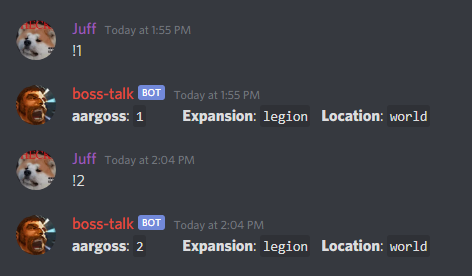 Juff Today at 1:55 PM
!1
boss-talk BOT Today at 1:55 PM
aargoss: 1 Expansion: legion Location: world
Juff Today at 2:04 PM
!2
boss-talk BOT Today at 2:04 PM
aargoss: 2 Expansion: legion Location: world